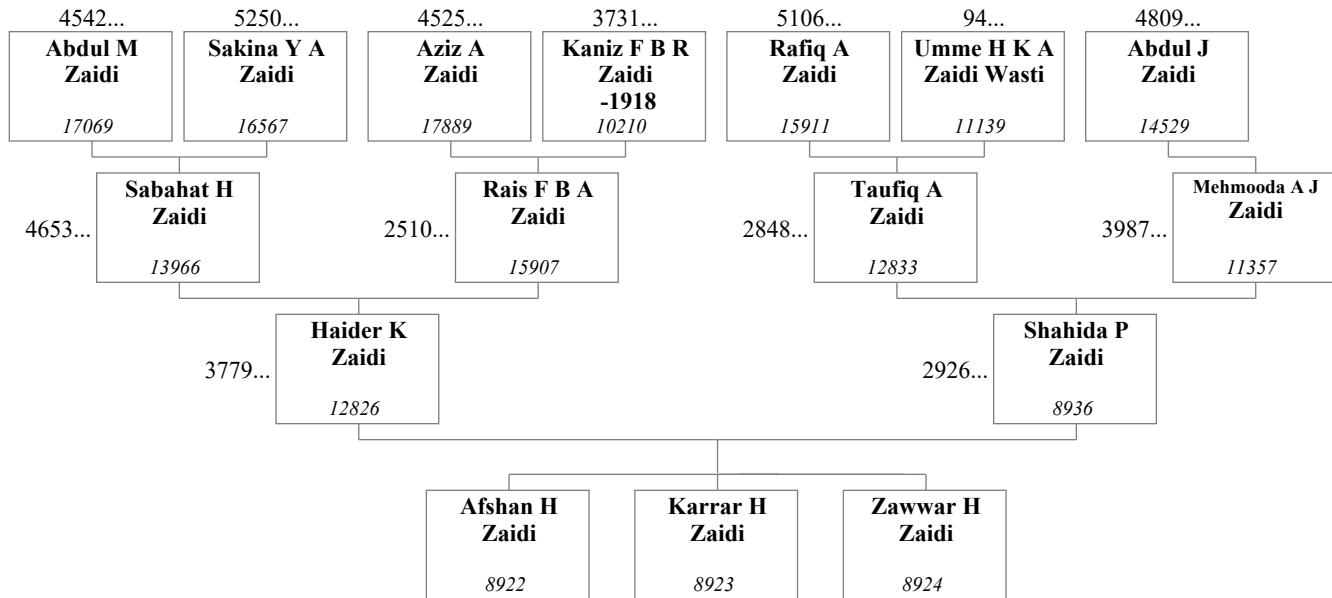 4542... 5250... 4525... 3731... 5106... 94... 4809...
Abdul M Sakina Y A Aziz A Kaniz F B R Rafiq A Umme H K A Abdul J
Zaidi Zaidi Zaidi Zaidi Zaidi Zaidi Wasti Zaidi
-1918
17069 16567 17889 10210 15911 11139 14529
Sabahat H Rais F B A Taufiq A Mehmooda A J
Zaidi Zaidi Zaidi Zaidi
4653... 2510... 2848... 3987...
13966 15907 12833 11357
Haider K Shahida P
Zaidi Zaidi
3779... 2926...
12826 8936
Afshan H Karrar H Zawwar H
Zaidi Zaidi Zaidi
8922 8923 8924